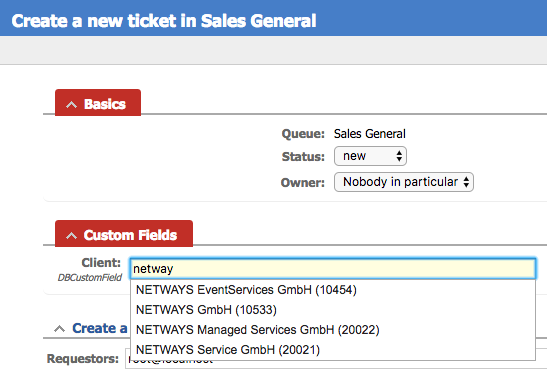 Create a new ticket in Sales General
Basics
Queue: Sales General
Status: new
Owner: Nobody in particular
Custom Fields
Client: netway
DBCustomField
NETWAYS EventServices GmbH (10454)
NETWAYS GmbH (10533)
NETWAYS Managed Services GmbH (20022)
NETWAYS Service GmbH (20021)
Create a
Requestors: root@localhost